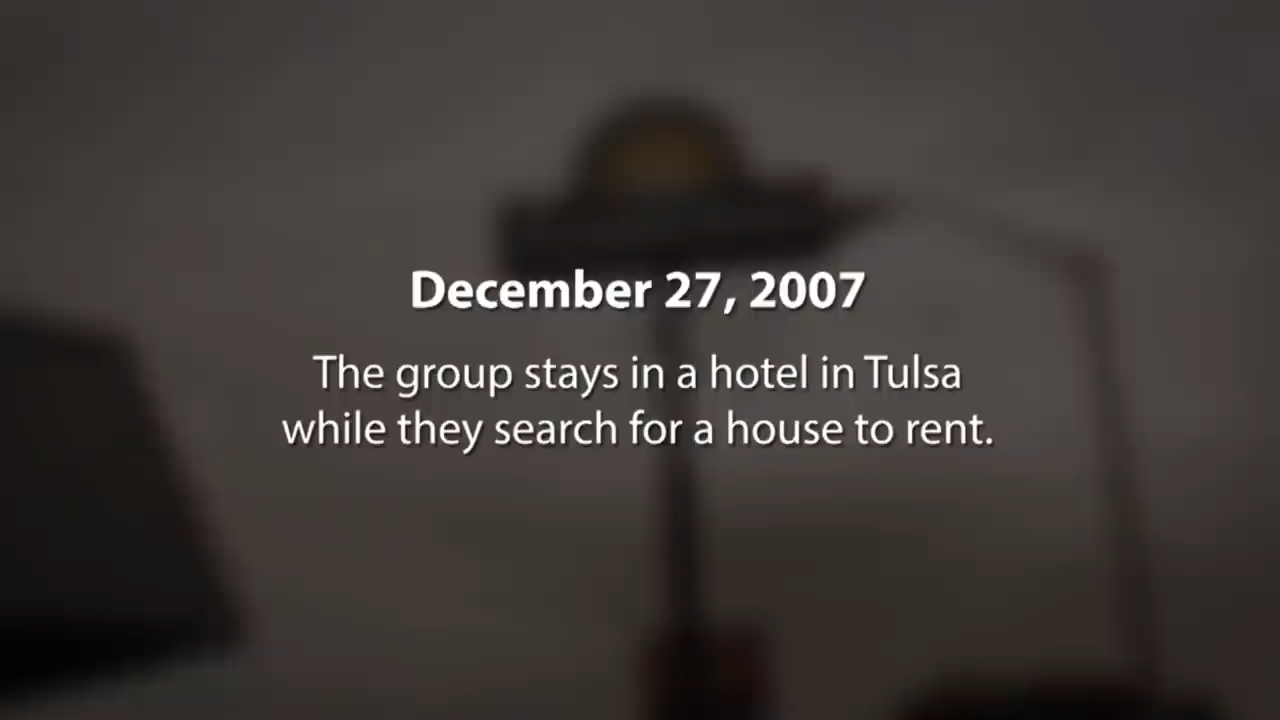 December 27, 2007
The group stays in a hotel in Tulsa
while they search for a house to rent.